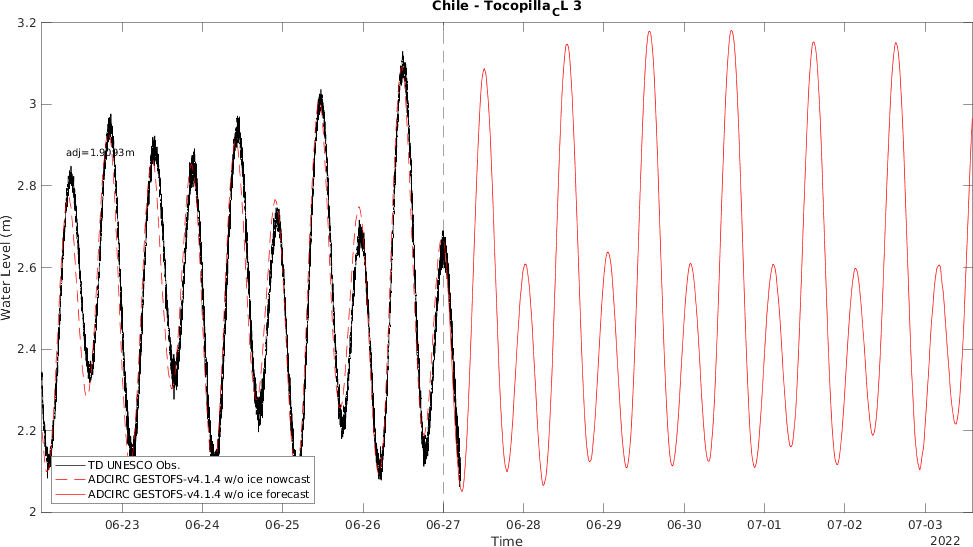 Chile - Tocopilla_CL 3
3.2
3
2.8
2.6
2.4
2.2
2
Water Level (m)
adj=1.9093m
TD UNESCO Obs.
ADCIRC GESTOFS-v4.1.4 w/o ice nowcast
ADCIRC GESTOFS-v4.1.4 w/o ice forecast
06-23 06-24 06-25 06-26 06-27 06-28 06-29 06-30 07-01 07-02 07-03
Time
2022